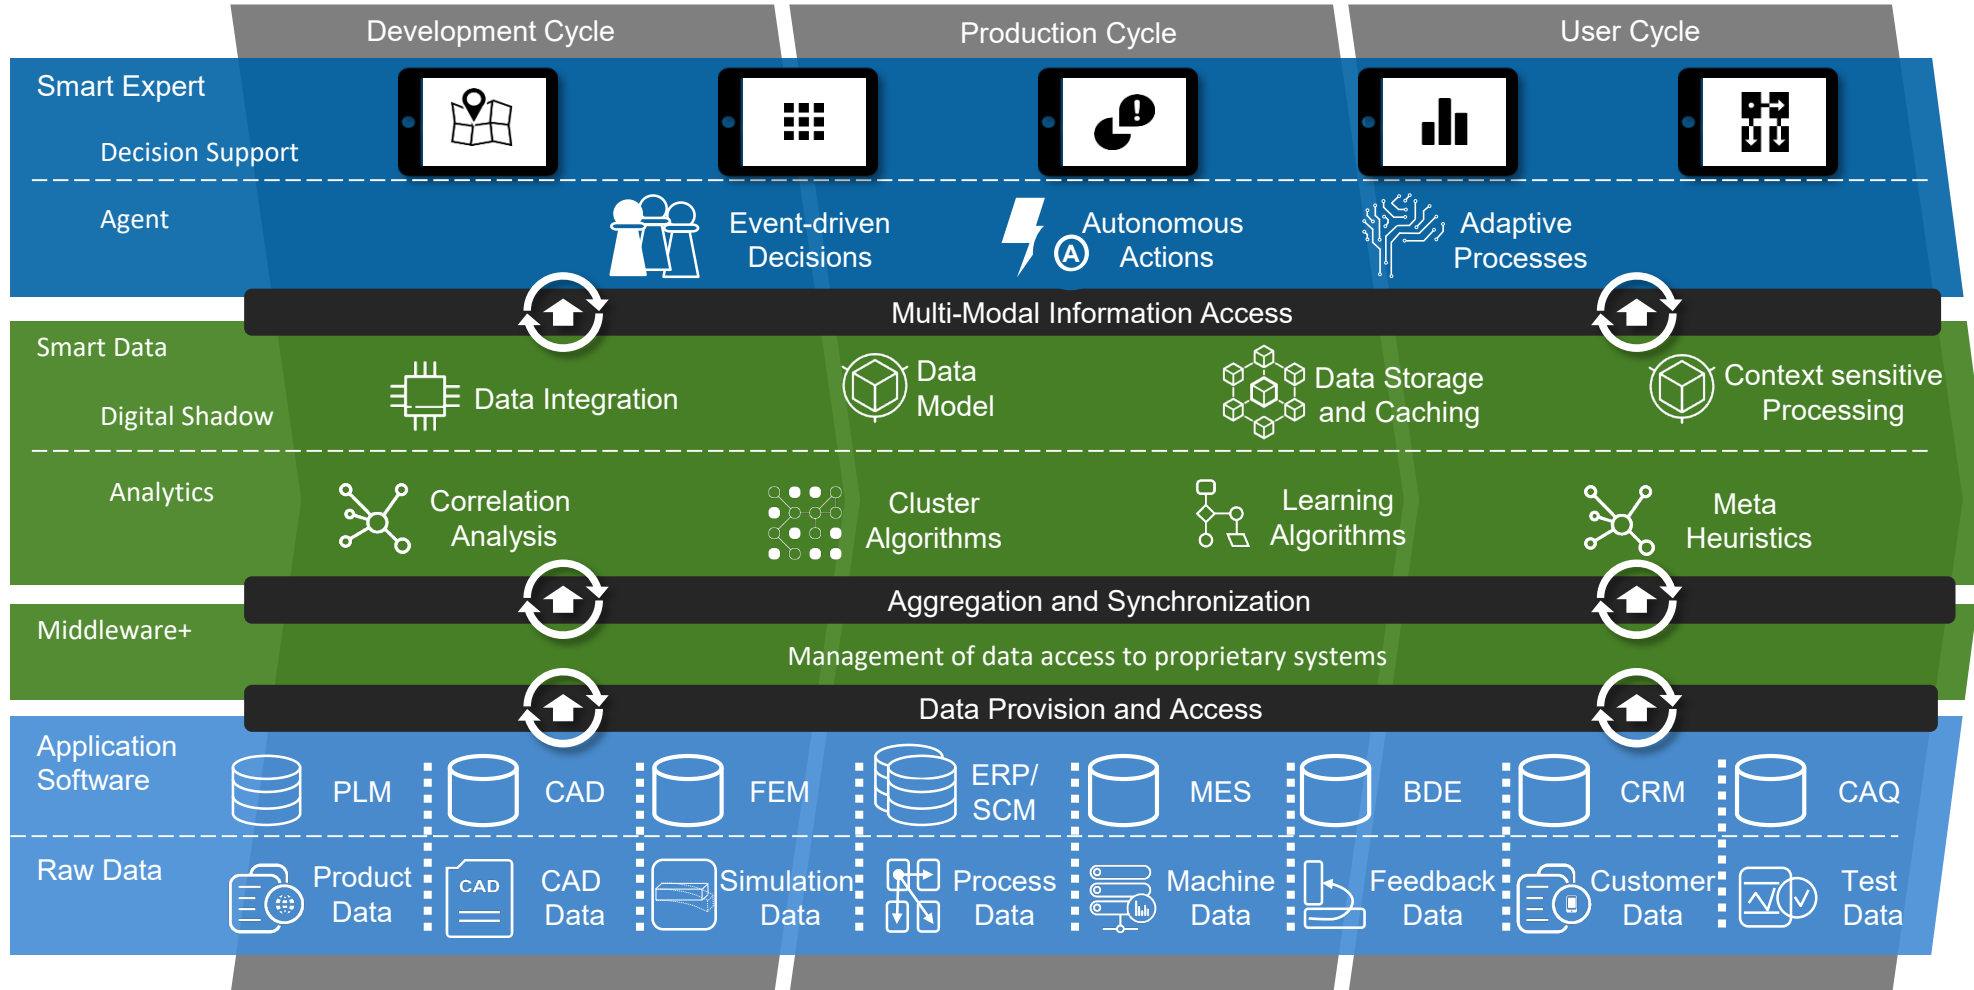 Development Cycle
Production Cycle
User Cycle
Smart Expert
Decision Support
!
Agent
Event-driven
Decisions
A
Autonomous
Actions
Adaptive
Processes
Multi-Modal Information Access
Smart Data
Digital Shadow
Data Integration
Data
Model
Data Storage
and Caching
Context sensitive
Processing
Analytics
Correlation
Analysis
Cluster
Algorithms
Learning
Algorithms
Meta
Heuristics
Aggregation and Synchronization
Middleware+
Management of data access to proprietary systems
Data Provision and Access
Application
Software
PLM
CAD
FEM
ERP/
SCM
MES
BDE
CRM
CAQ
Raw Data
Product
Data
CAD
CAD
Data
Simulation
Data
Process
Data
Machine
Data
Feedback
Data
Customer
Data
Test
Data